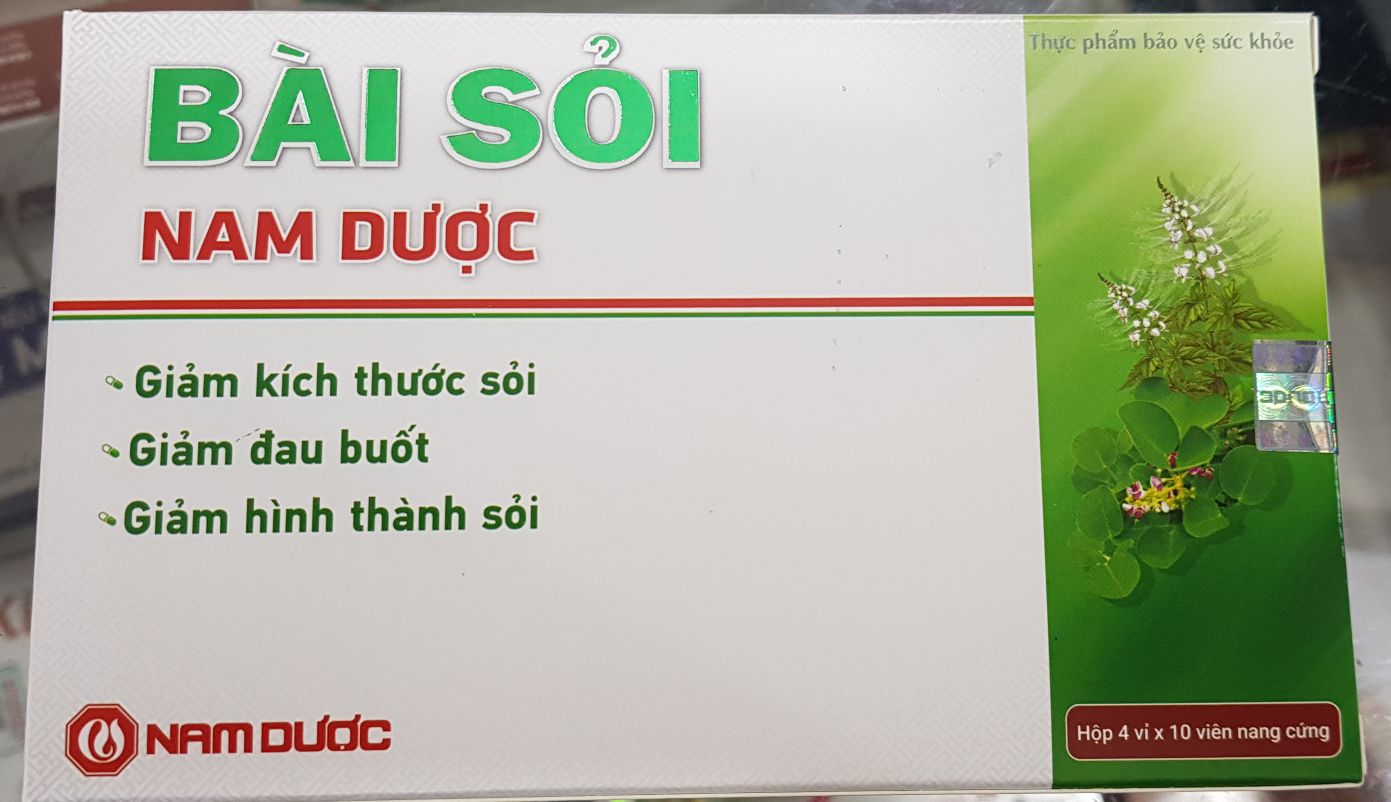 Thực phẩm bảo vệ sức khỏe
BÀI SỎI
NAM DƯỢC
Giảm kích thước sỏi
Giảm đau buốt
Giảm hình thành sỏi
NAM DƯỢC
Hộp 4 vỉ x 10 viên nang cứng